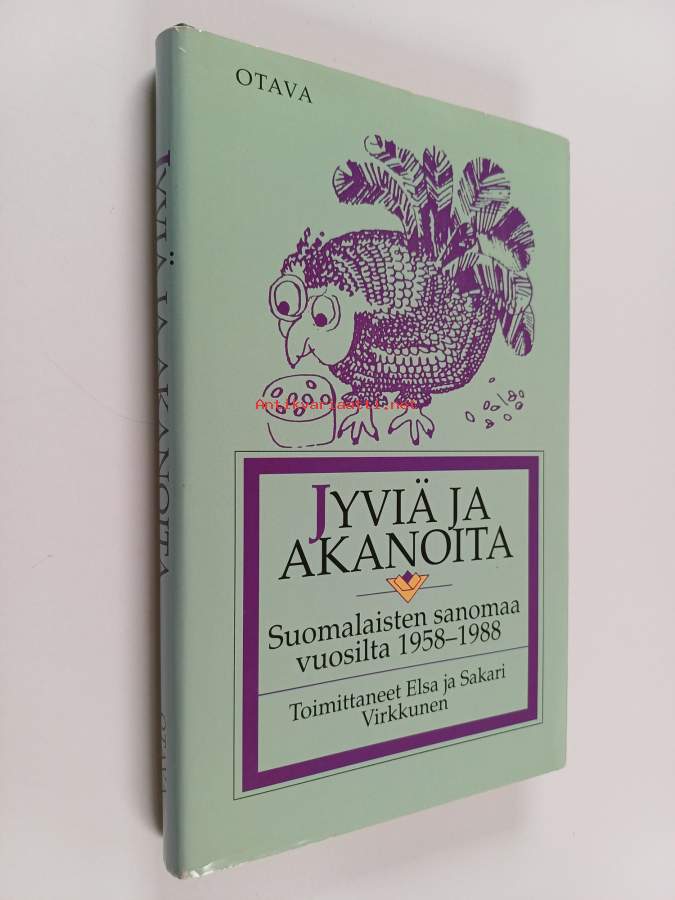 OTAVA
Antikvariaatti.net
JYVIÄ JA
AKANOITA
Suomalaisten sanomaa
vuosilta 1958–1988
Toimittaneet Elsa ja Sakari
Virkkunen
JYVIÄ JA AKANOITA
OTAVA